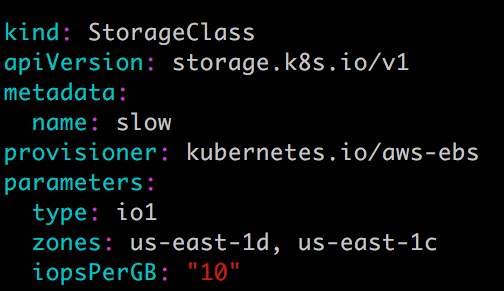 kind: StorageClass
apiVersion: storage.k8s.io/v1
metadata:
  name: slow
provisioner: kubernetes.io/aws-ebs
parameters:
  type: io1
  zones: us-east-1d, us-east-1c
  iopsPerGB: "10"